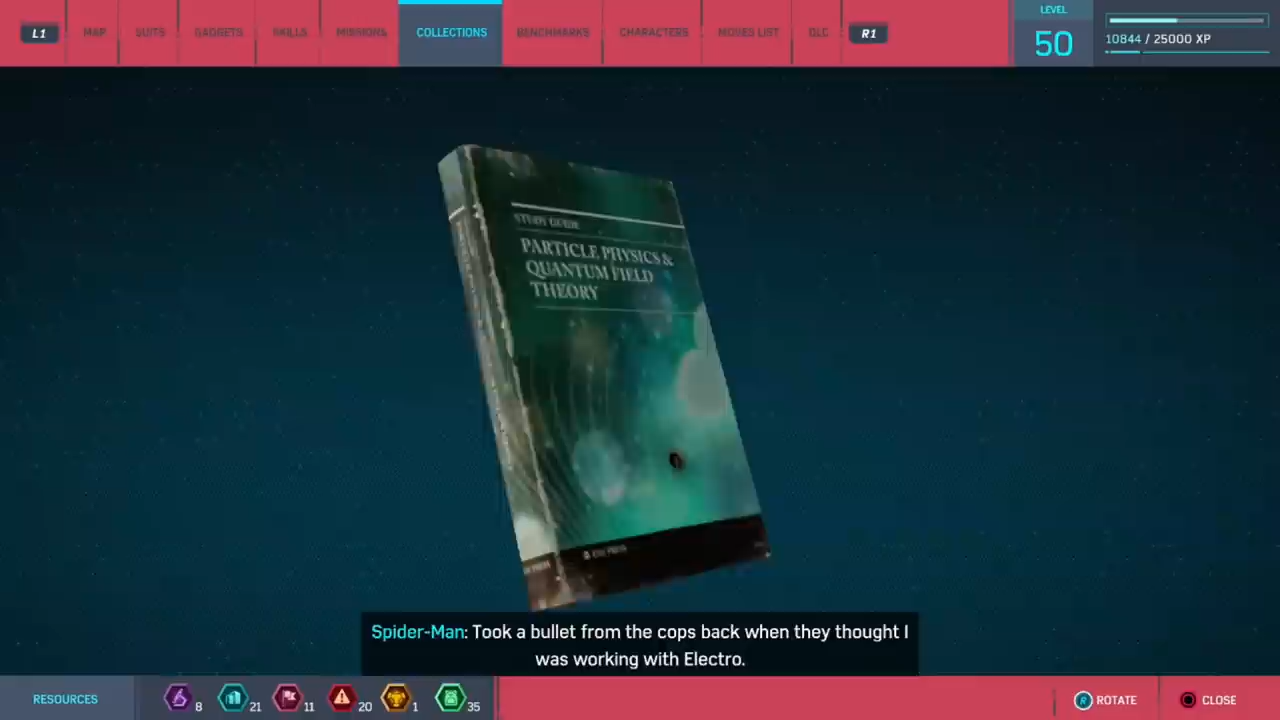 L1
MAP
SUITS
GADGETS
SKILLS
MISSIONS
COLLECTIONS
BENCHMARKS
CHARACTERS
MOVES LIST
DLC
R1
LEVEL
50
10844 / 25000 XP
STUDY GUIDE
PARTICLE PHYSICS &
QUANTUM FIELD
THEORY
PRESS
Spider-Man: Took a bullet from the cops back when they thought I
was working with Electro.
RESOURCES
8
21
11
20
1
35
R ROTATE
CLOSE